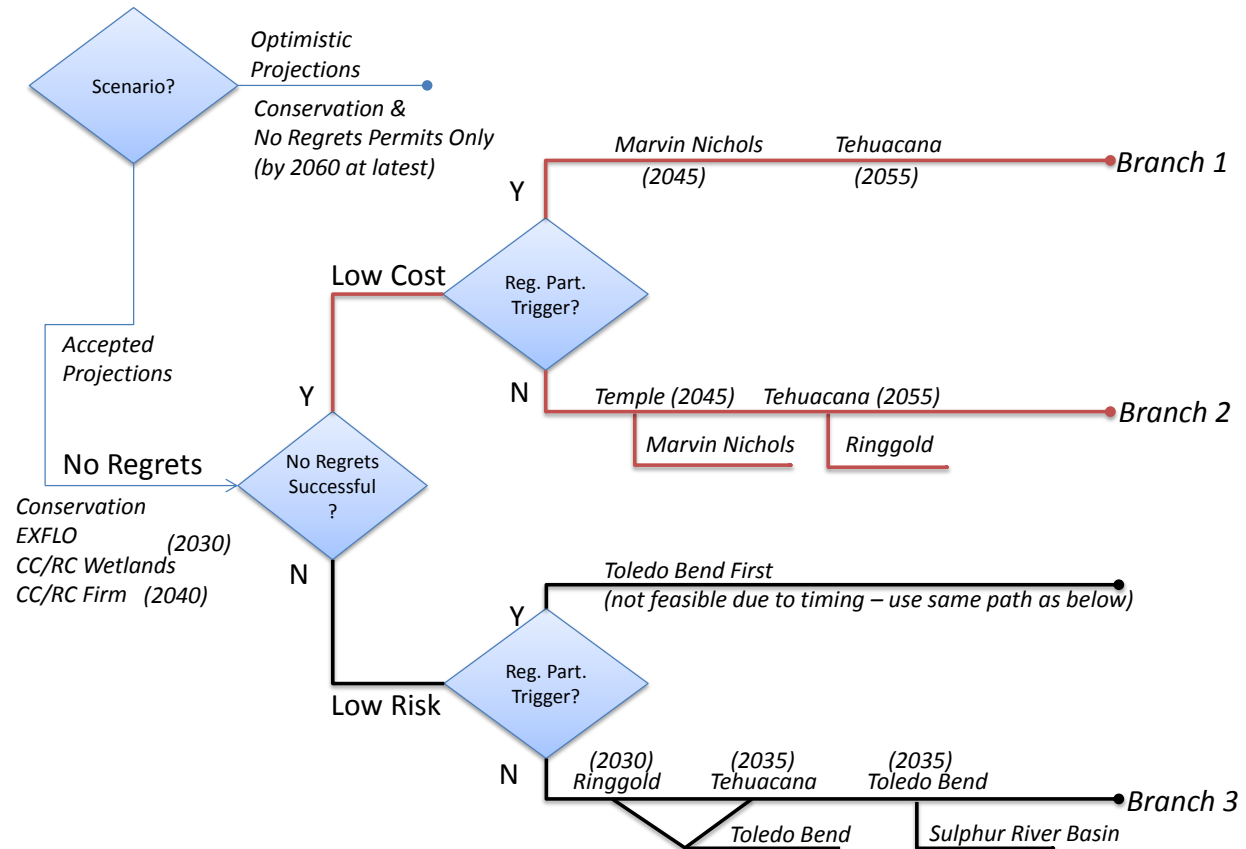 Scenario?
Optimistic
Projections
Conservation &
No Regrets Permits Only
(by 2060 at latest)
Marvin Nichols
(2045)
Tehuacana
(2055)
Branch 1
Y
Low Cost
Reg. Part.
Trigger?
Accepted
Projections
N
Temple (2045)
Tehuacana (2055)
Branch 2
Marvin Nichols
Ringgold
Y
No Regrets
No Regrets
Successful
?
Conservation
EXFLO
(2030)
CC/RC Wetlands
CC/RC Firm (2040)
N
Toledo Bend First
(not feasible due to timing – use same path as below)
Y
Reg. Part.
Trigger?
Low Risk
N
(2030)
Ringgold
(2035)
Tehuacana
(2035)
Toledo Bend
Branch 3
Toledo Bend
Sulphur River Basin